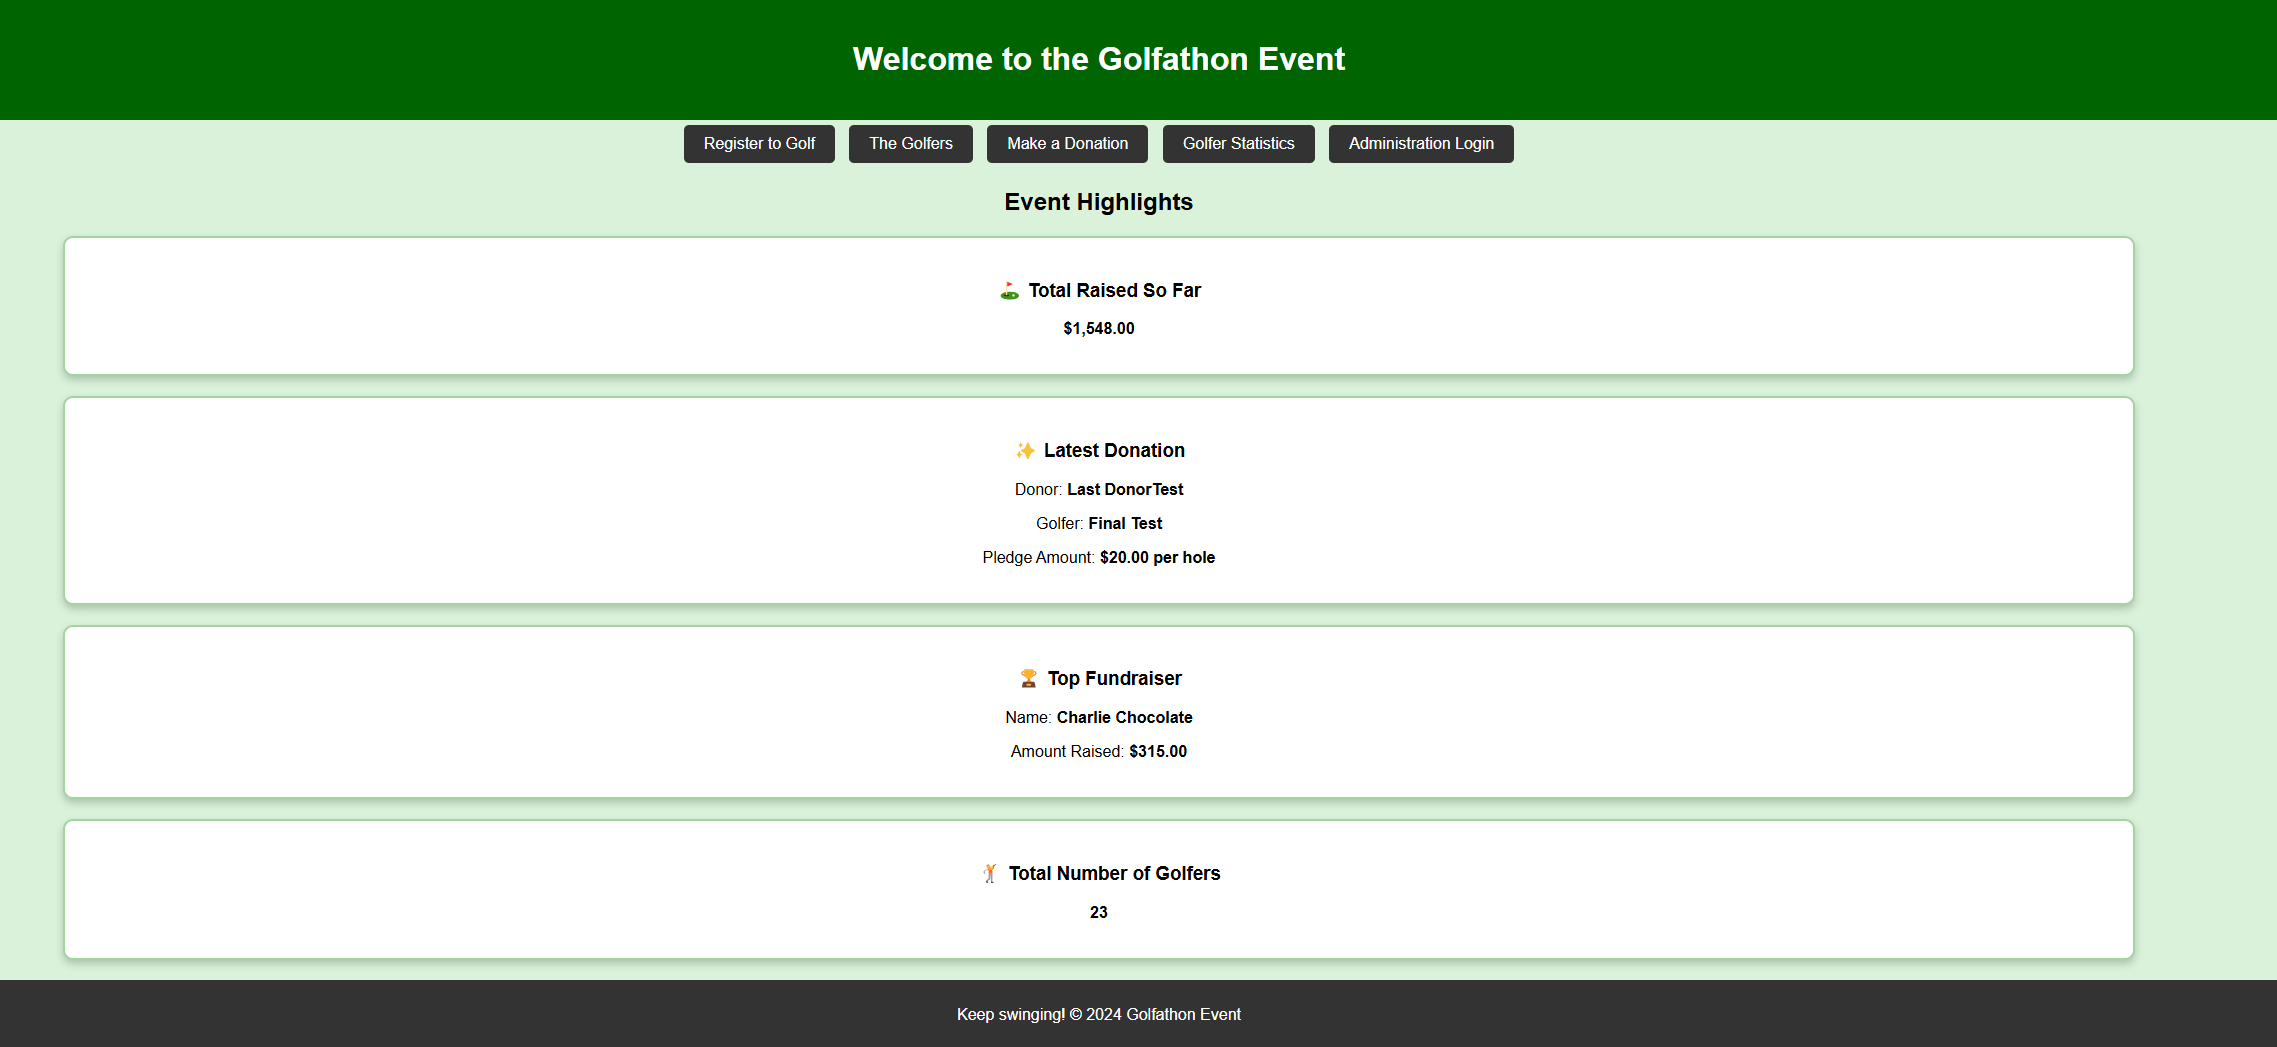 Welcome to the Golfathon Event
Register to Golf The Golfers Make a Donation Golfer Statistics Administration Login
Event Highlights
Total Raised So Far
$1,548.00
Latest Donation
Donor: Last DonorTest
Golfer: Final Test
Pledge Amount: $20.00 per hole
Top Fundraiser
Name: Charlie Chocolate
Amount Raised: $315.00
Total Number of Golfers
23
Keep swinging! © 2024 Golfathon Event